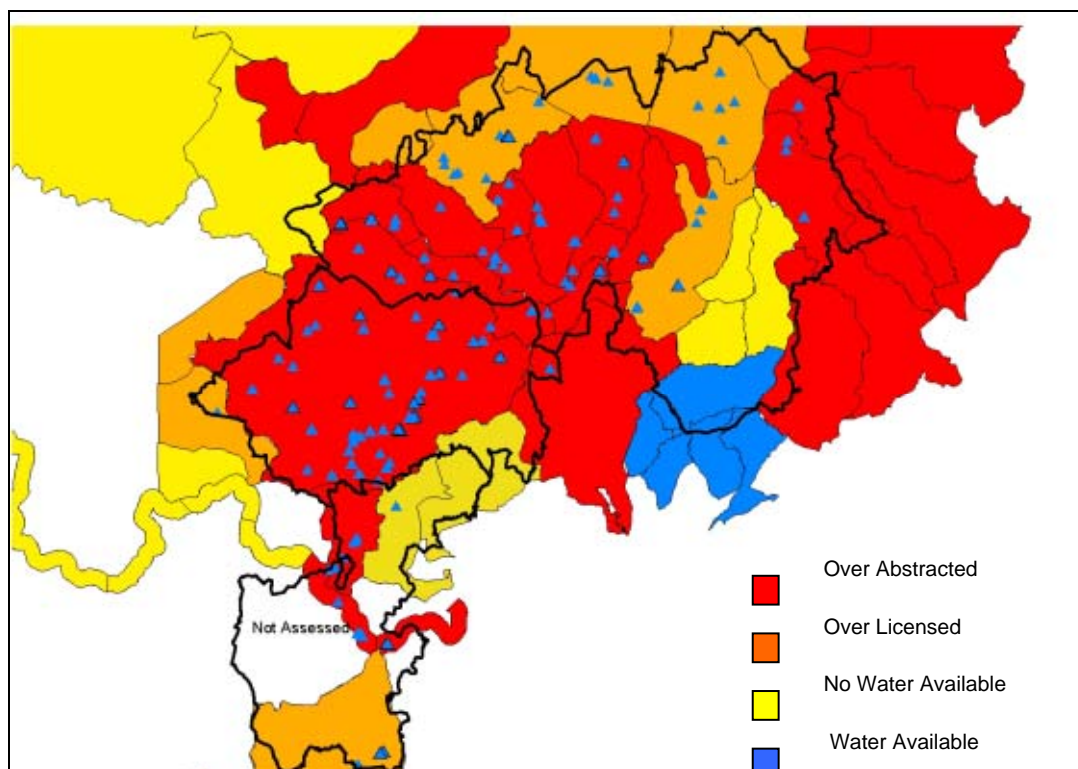 Over Abstracted
Not Assessed
Over Licensed
No Water Available
Water Available